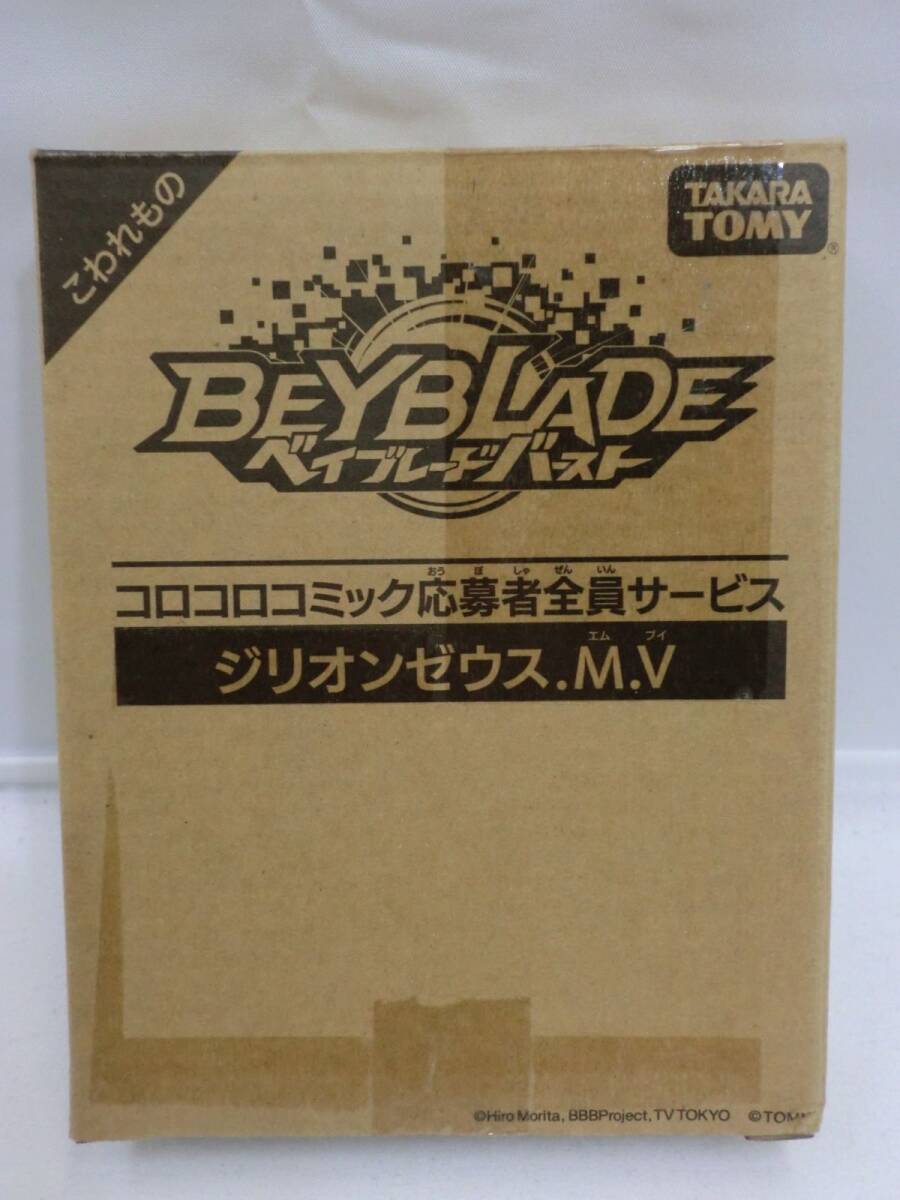 こわれもの
TAKARA
TOMY
®
BEYBLADE
ベイブレードバースト
おうぼしゃぜんいん
コロコロコミック応募者全員サービス
エム ブイ
ジリオンゼウス.M.V
©Hiro Morita, BBBProject, TV TOKYO ©TOMY